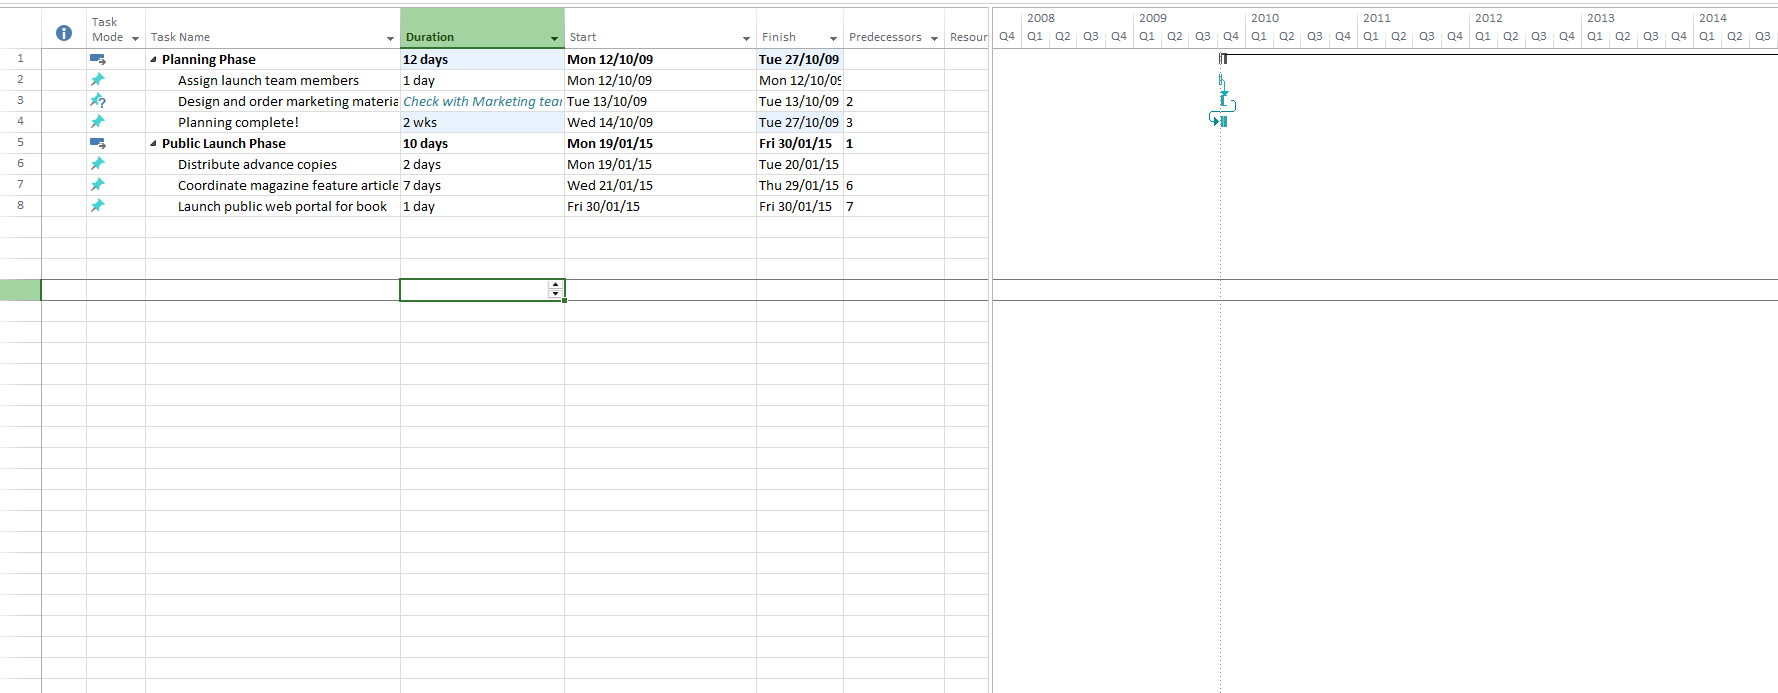 Task Mode Task Name Duration Start Finish Predecessors Resour
1 Planning Phase 12 days Mon 12/10/09 Tue 27/10/09
2 Assign launch team members 1 day Mon 12/10/09 Mon 12/10/09
3 Design and order marketing materia Check with Marketing tea Tue 13/10/09 Tue 13/10/09 2
4 Planning complete! 2 wks Wed 14/10/09 Tue 27/10/09 3
5 Public Launch Phase 10 days Mon 19/01/15 Fri 30/01/15 1
6 Distribute advance copies 2 days Mon 19/01/15 Tue 20/01/15
7 Coordinate magazine feature article 7 days Wed 21/01/15 Thu 29/01/15 6
8 Launch public web portal for book 1 day Fri 30/01/15 Fri 30/01/15 7
2008 2009 2010 2011 2012 2013 2014
Q4 Q1 Q2 Q3 Q4 Q1 Q2 Q3 Q4 Q1 Q2 Q3 Q4 Q1 Q2 Q3 Q4 Q1 Q2 Q3 Q4 Q1 Q2 Q3 Q4 Q1 Q2 Q3